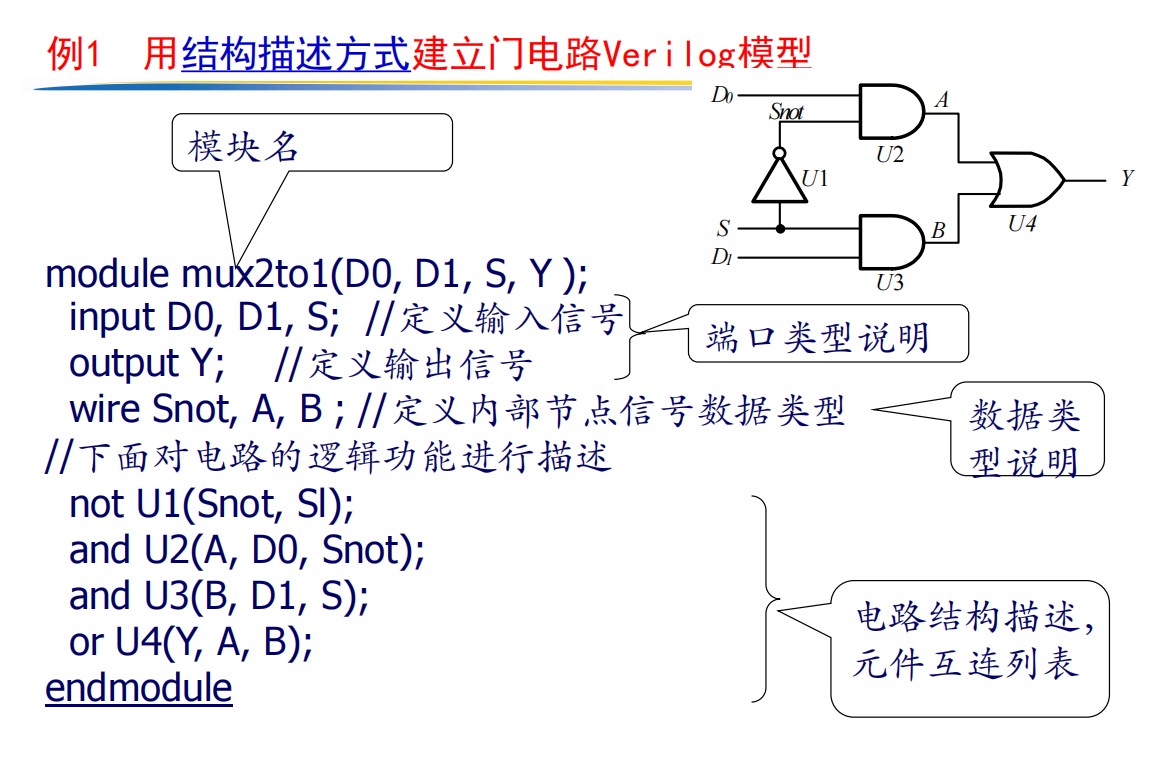 例1 用结构描述方式建立门电路Verilog模型
模块名
D0
Snot
A
U2
U1
Y
S
B
U4
D1
U3
module mux2to1(D0, D1, S, Y );
input D0, D1, S; //定义输入信号
output Y; //定义输出信号
端口类型说明
wire Snot, A, B ; //定义内部节点信号数据类型
数据类
型说明
//下面对电路的逻辑功能进行描述
not U1(Snot, Sl);
and U2(A, D0, Snot);
and U3(B, D1, S);
or U4(Y, A, B);
endmodule
电路结构描述,
元件互连列表